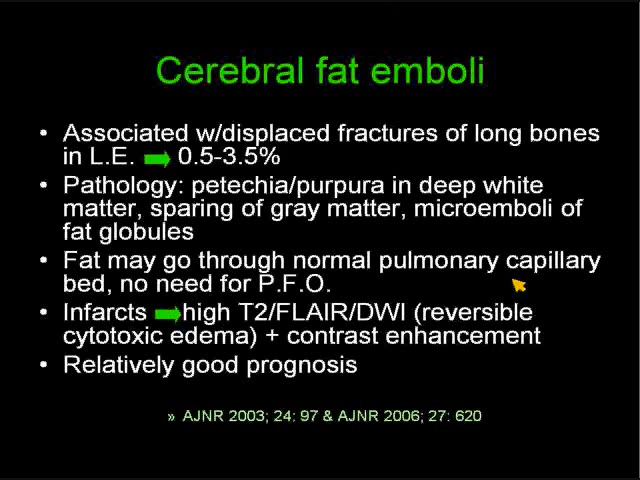 Cerebral fat emboli
• Associated w/displaced fractures of long bones
in L.E. ➡ 0.5-3.5%
• Pathology: petechia/purpura in deep white
matter, sparing of gray matter, microemboli of
fat globules
• Fat may go through normal pulmonary capillary
bed, no need for P.F.O.
• Infarcts ➡high T2/FLAIR/DWI (reversible
cytotoxic edema) + contrast enhancement
• Relatively good prognosis
» AJNR 2003; 24: 97 & AJNR 2006; 27: 620